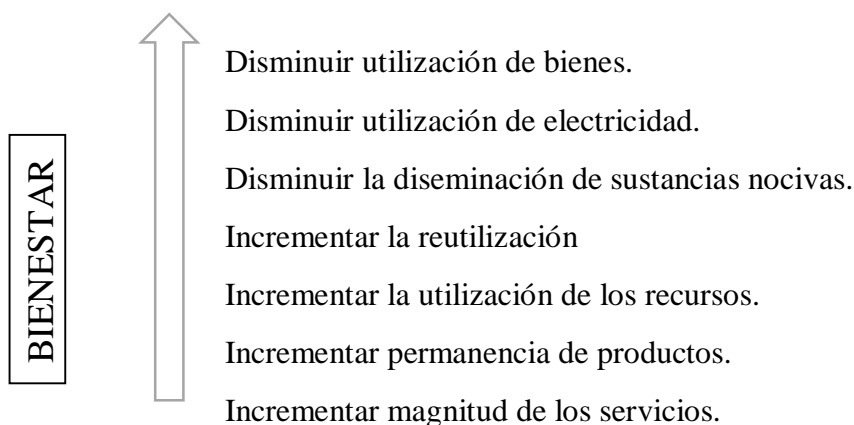 BIENESTAR
Disminuir utilización de bienes.
Disminuir utilización de electricidad.
Disminuir la diseminación de sustancias nocivas.
Incrementar la reutilización
Incrementar la utilización de los recursos.
Incrementar permanencia de productos.
Incrementar magnitud de los servicios.